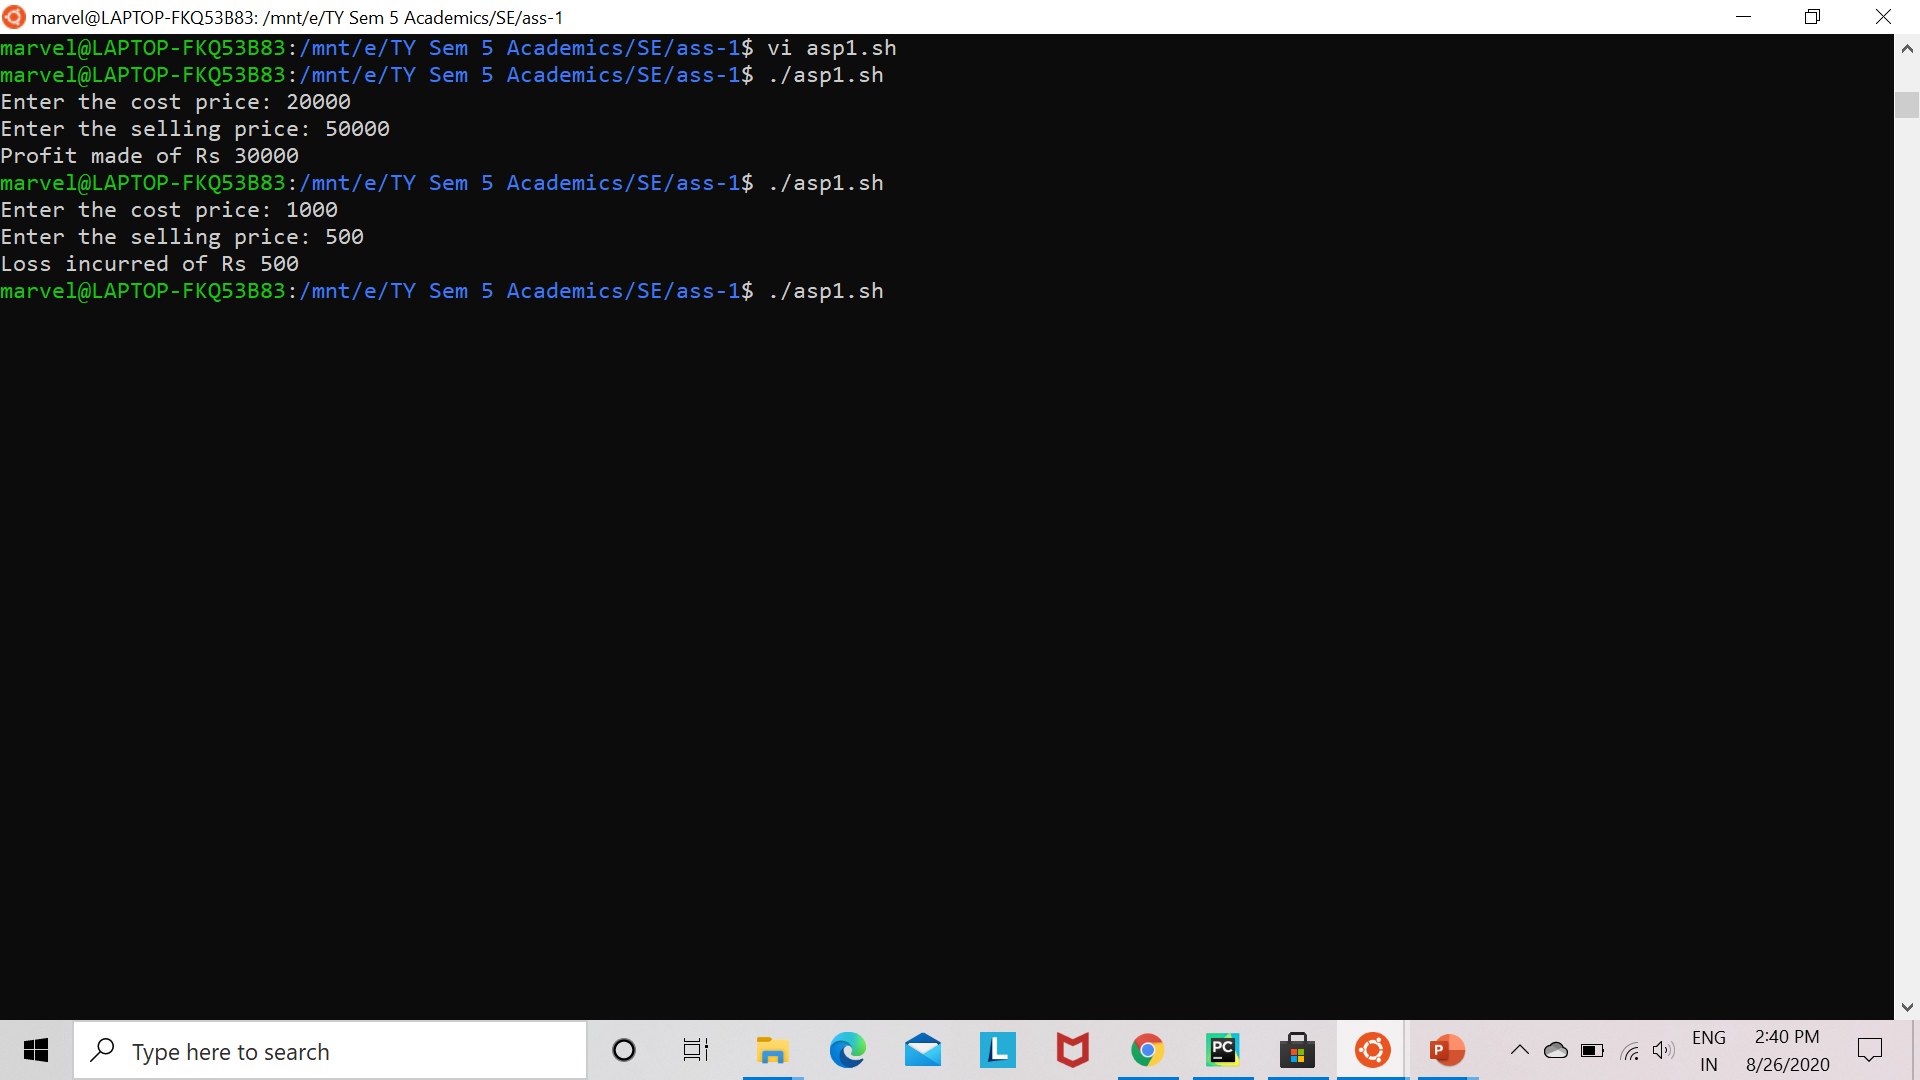 marvel@LAPTOP-FKQ53B83: /mnt/e/TY Sem 5 Academics/SE/ass-1
marvel@LAPTOP-FKQ53B83:/mnt/e/TY Sem 5 Academics/SE/ass-1$ vi asp1.sh
marvel@LAPTOP-FKQ53B83:/mnt/e/TY Sem 5 Academics/SE/ass-1$ ./asp1.sh
Enter the cost price: 20000
Enter the selling price: 50000
Profit made of Rs 30000
marvel@LAPTOP-FKQ53B83:/mnt/e/TY Sem 5 Academics/SE/ass-1$ ./asp1.sh
Enter the cost price: 1000
Enter the selling price: 500
Loss incurred of Rs 500
marvel@LAPTOP-FKQ53B83:/mnt/e/TY Sem 5 Academics/SE/ass-1$ ./asp1.sh
Type here to search
L
PC
P
ENG
IN
2:40 PM
8/26/2020